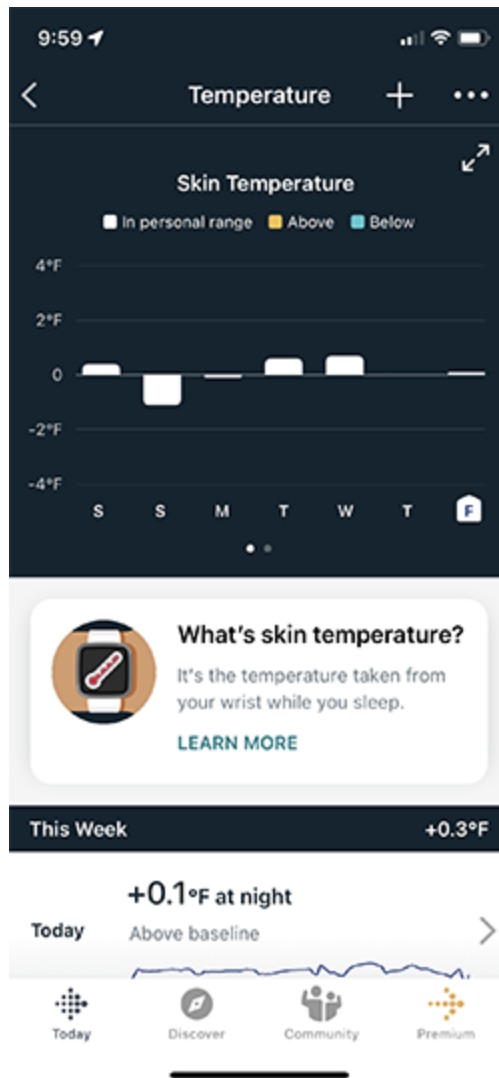 9:59
Temperature
Skin Temperature
In personal range Above Below
4°F
2°F
0
-2°F
-4°F
S S M T W T F
What's skin temperature?
It's the temperature taken from
your wrist while you sleep.
LEARN MORE
This Week +0.3°F
+0.1°F at night
Today Above baseline
Today Discover Community Premium